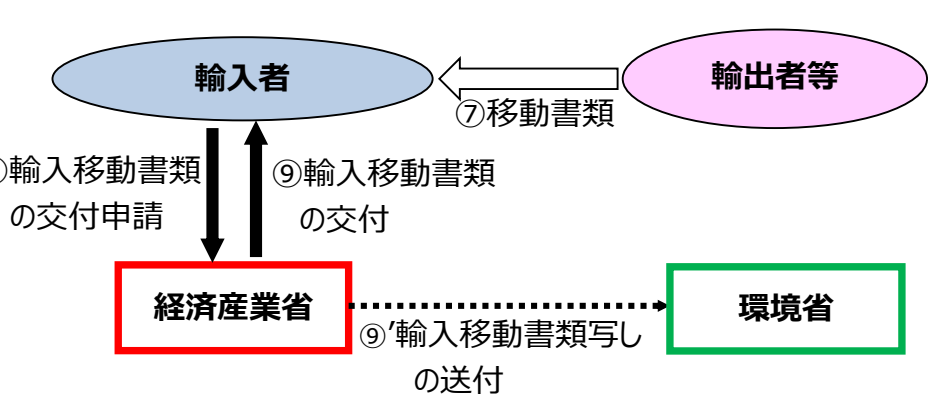 輸入者
輸出者等
⑦移動書類
輸入移動書類
の交付申請
⑨輸入移動書類
の交付
経済産業省
環境省
⑨’輸入移動書類写し
の送付